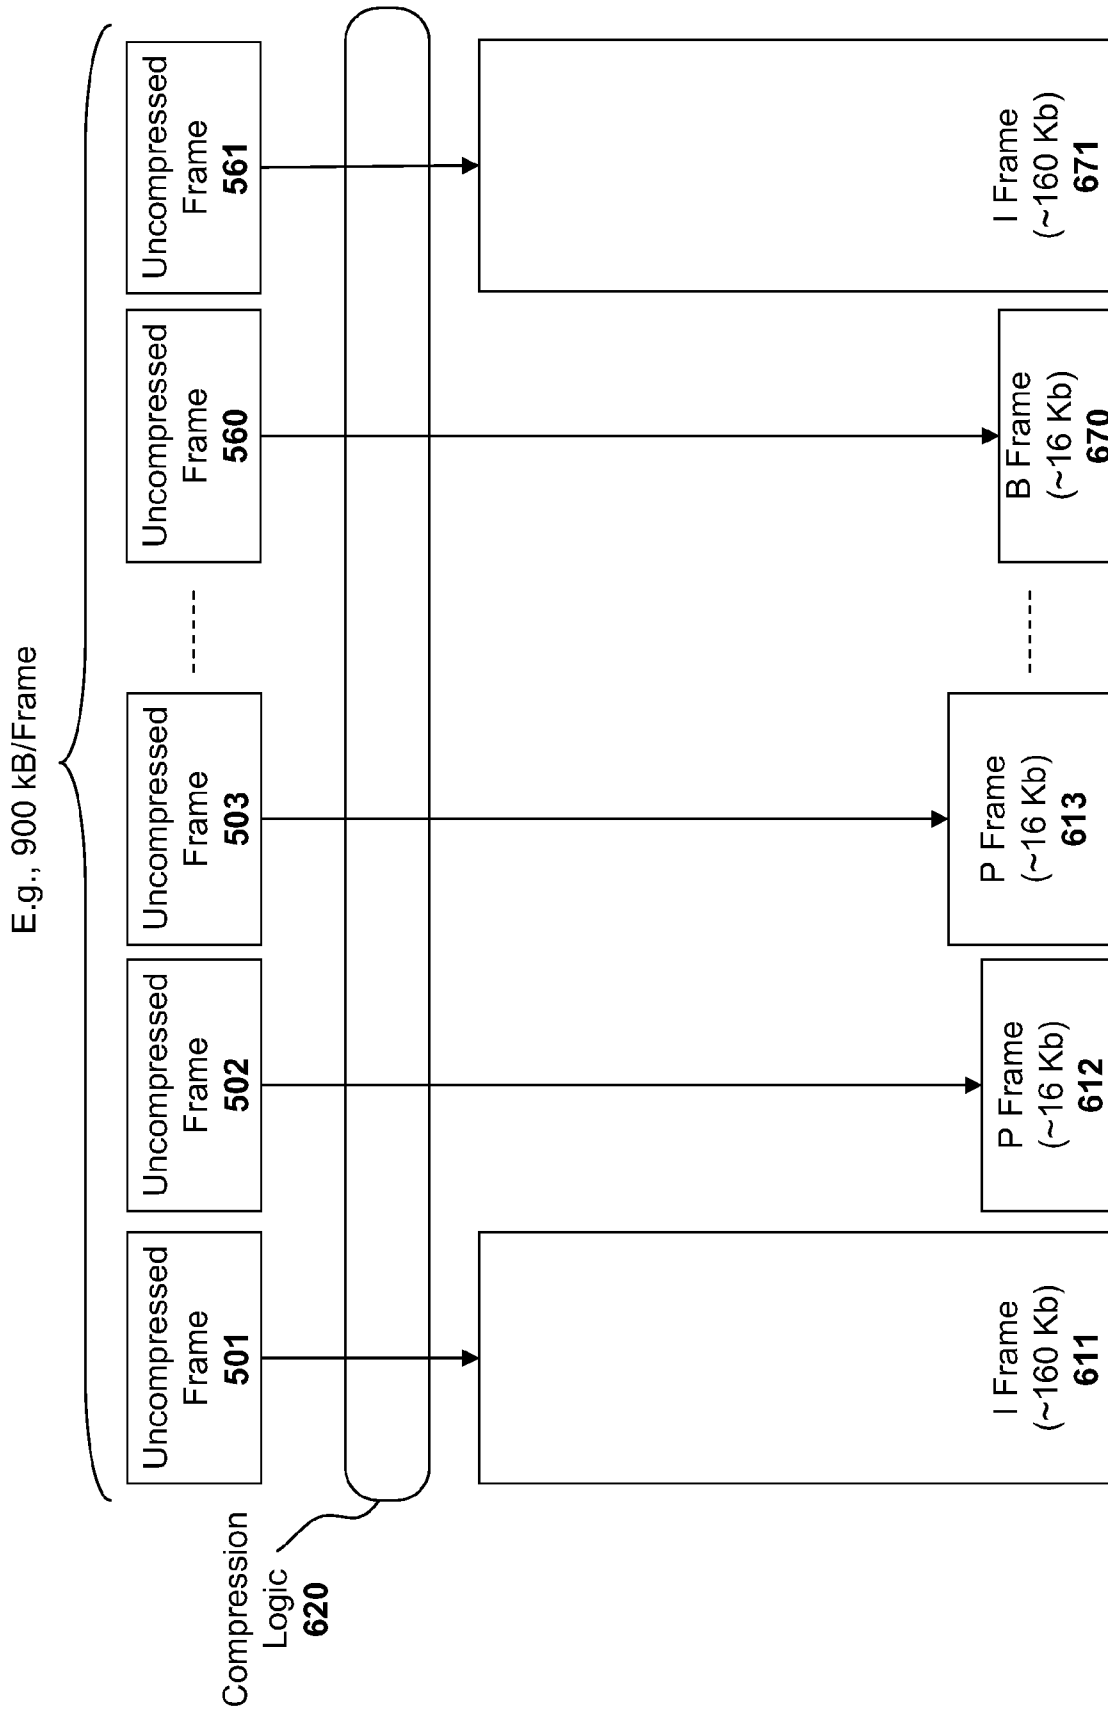 E.g., 900 kB/Frame
Uncompressed
Frame
501
Uncompressed
Frame
502
Uncompressed
Frame
503
Uncompressed
Frame
560
Uncompressed
Frame
561
Compression
Logic
620
I Frame
(~160 Kb)
611
P Frame
(~16 Kb)
612
P Frame
(~16 Kb)
613
B Frame
(~16 Kb)
670
I Frame
(~160 Kb)
671